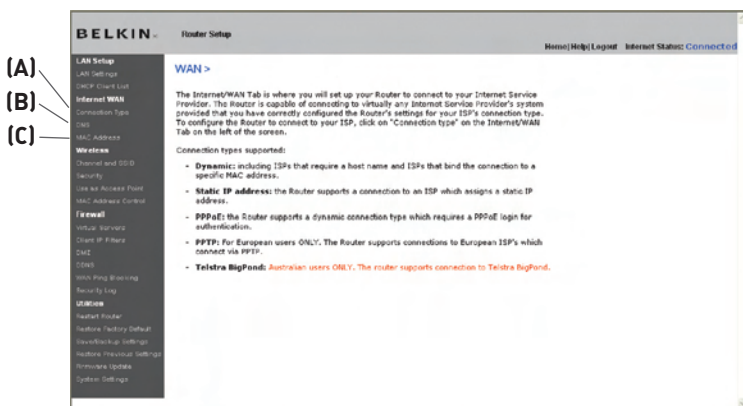 BELKIN
Router Setup
Home|Help|Logout Internet Status: Connected
(A)
(B)
(C)
LAN Setup
LAN Settings
DHCP Client List
Internet WAN
Connection Type
DNS
MAC Address
Wireless
Channel and SSID
Security
Use as Access Point
MAC Address Control
Firewall
Virtual Servers
Client IP Filters
DMZ
DDNS
WAN Ping Blocking
Security Log
Utilities
Restart Router
Restore Factory Default
Save/Backup Settings
Restore Previous Settings
Firmware Update
System Settings
WAN >
The Internet/WAN Tab is where you will set up your Router to connect to your Internet Service
Provider. The Router is capable of connecting to virtually any Internet Service Provider's system
provided that you have correctly configured the Router's settings for your ISP's connection type.
To configure the Router to connect to your ISP, click on "Connection type" on the Internet/WAN
Tab on the left of the screen.
Connection types supported:
- Dynamic: including ISPs that require a host name and ISPs that bind the connection to a
specific MAC address.
- Static IP address: the Router supports a connection to an ISP which assigns a static IP
address.
- PPPoE: the Router supports a dynamic connection type which requires a PPPoE login for
authentication.
- PPTP: For European users ONLY. The Router supports connections to European ISP's which
connect via PPTP.
- Telstra BigPond: Australian users ONLY. The router supports connection to Telstra BigPond.